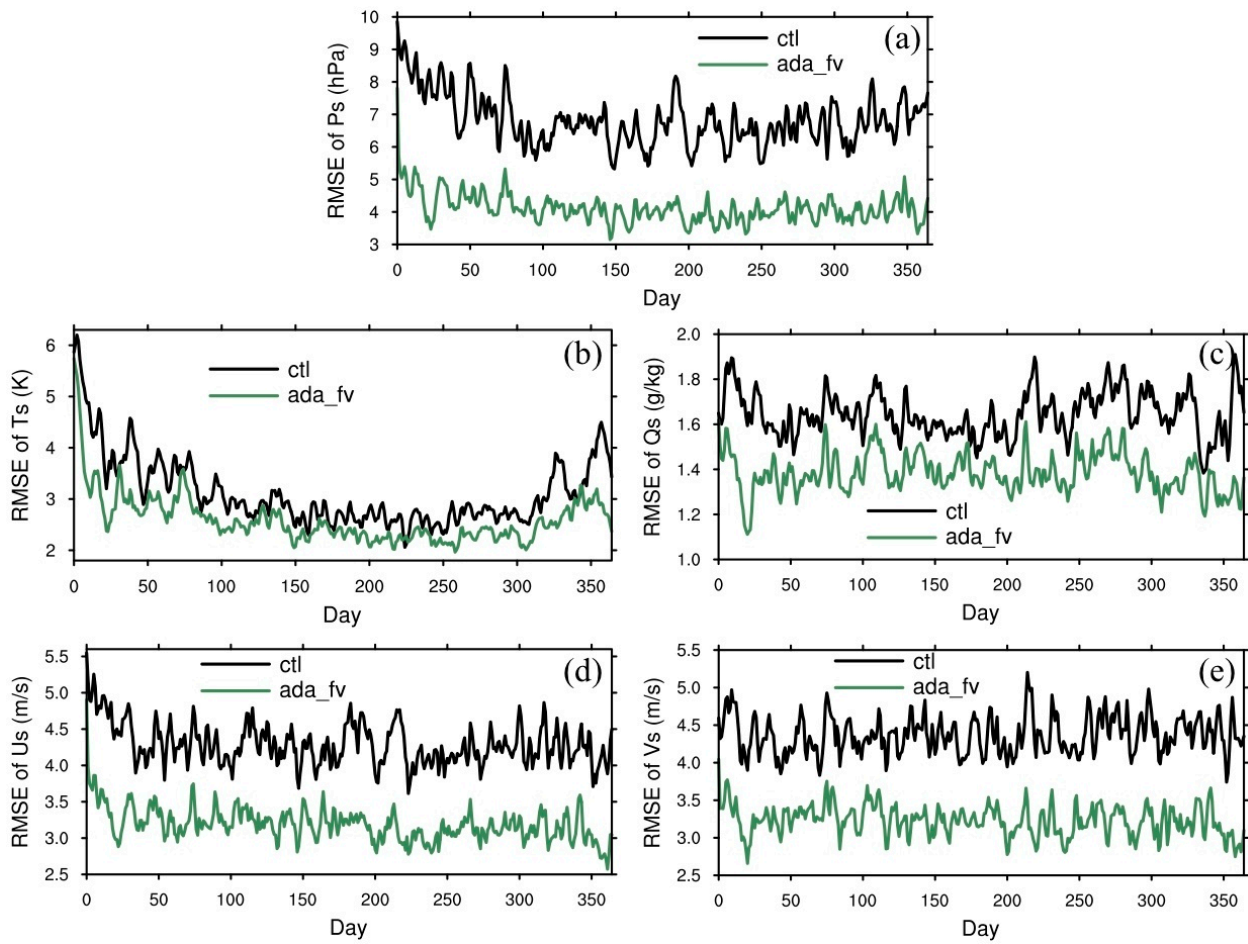 (a)
ctl
ada_fv
RMSE of Ps (hPa)
10
9
8
7
6
5
4
3
0 50 100 150 200 250 300 350
Day
(b)
ctl
ada_fv
RMSE of Ts (K)
6
5
4
3
2
0 50 100 150 200 250 300 350
Day
(c)
ctl
ada_fv
RMSE of Qs (g/kg)
2.0
1.8
1.6
1.4
1.2
1.0
0 50 100 150 200 250 300 350
Day
(d)
ctl
ada_fv
RMSE of Us (m/s)
5.5
5.0
4.5
4.0
3.5
3.0
2.5
0 50 100 150 200 250 300 350
Day
(e)
ctl
ada_fv
RMSE of Vs (m/s)
5.5
5.0
4.5
4.0
3.5
3.0
2.5
0 50 100 150 200 250 300 350
Day